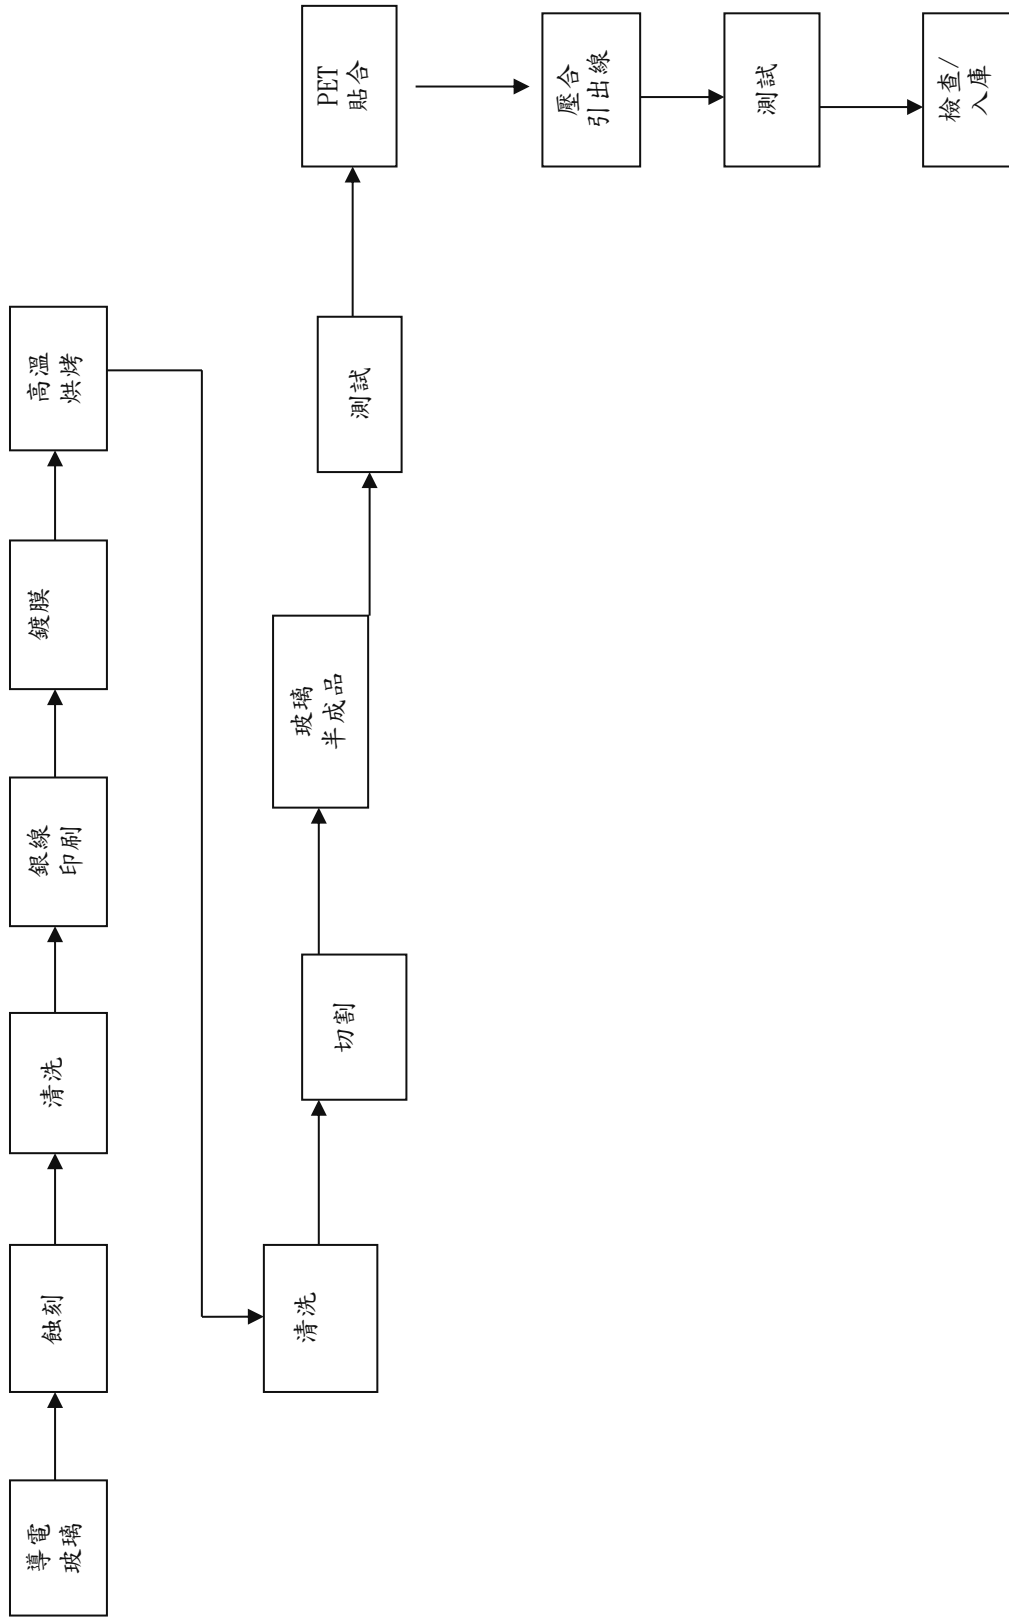 導電
玻璃
蝕刻
清洗
銀線
印刷
鍍膜
高溫
烘烤
清洗
切割
玻璃
半成品
測試
PET
貼合
壓合
引出線
測試
檢查/
入庫